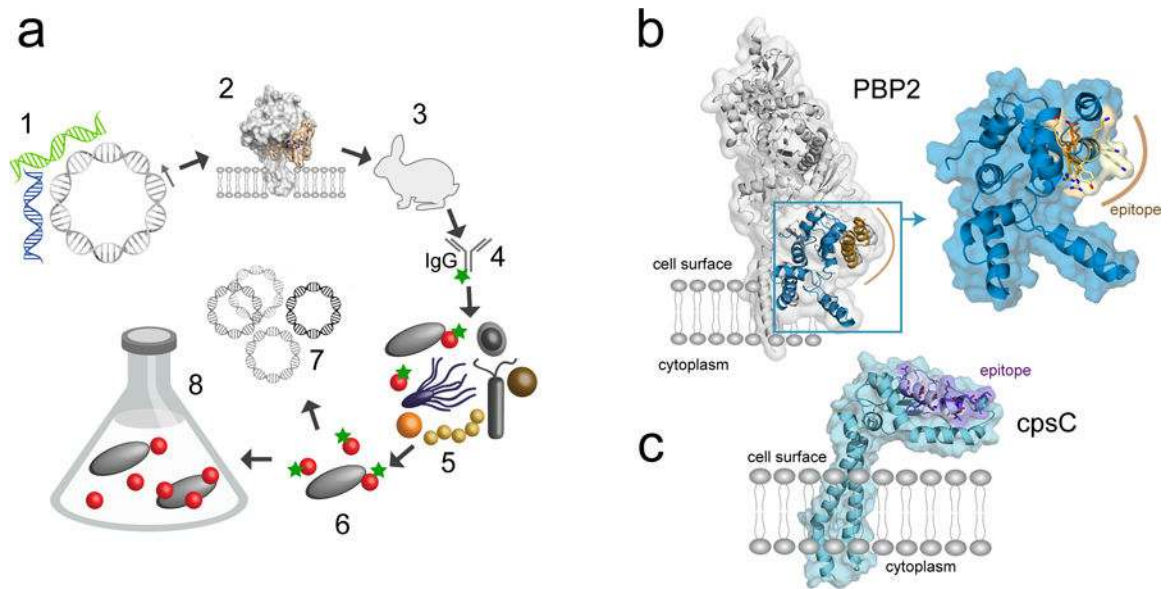 a
1
2
3
IgG
4
5
6
7
8
b
PBP2
epitope
cell surface
cytoplasm
c
epitope
cpsC
cell surface
cytoplasm